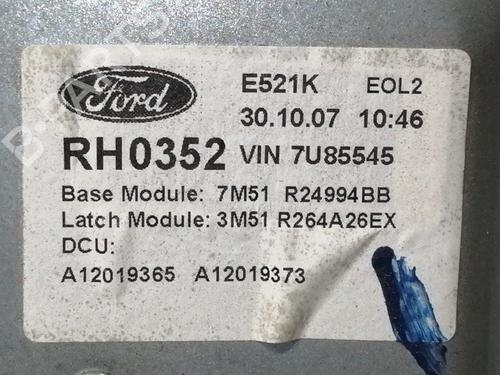 Ford E521K EOL2
30.10.07 10:46
RH0352 VIN 7U85545
Base Module: 7M51 R24994BB
Latch Module: 3M51 R264A26EX
DCU:
A12019365 A12019373